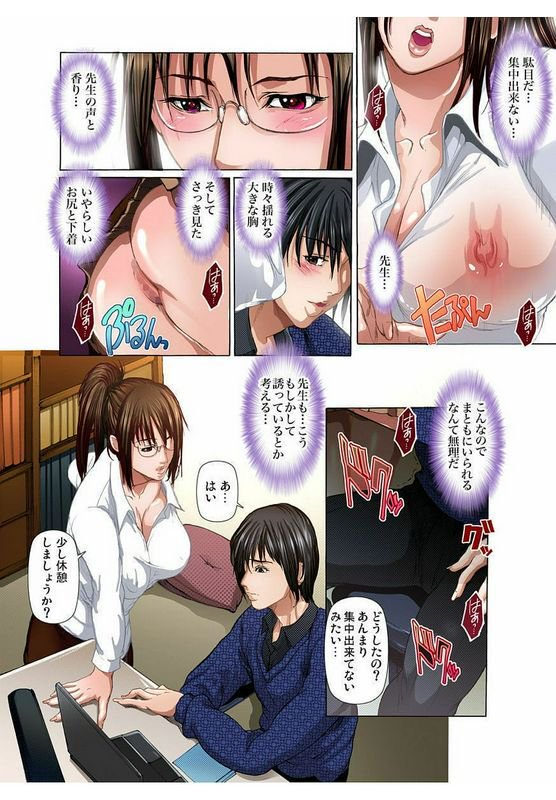 駄目だ…
集中出来ない…
はぁ…
先生…
はぁ…
たぷん
先生の声と
香り…
時々揺れる
大きな胸
そして
さっき見た
いやらしい
お尻と下着
はぁ…
はぁ…
ぷるんっ
こんなので
まともにいられる
なんて無理だ
はぁ…
グッ
はぁ…
どうしたの?
あんまり
集中出来てない
みたい…
先生も…こう
もしかして
誘っているとか
考える…
あ…
はい
少し休憩
しましょうか?